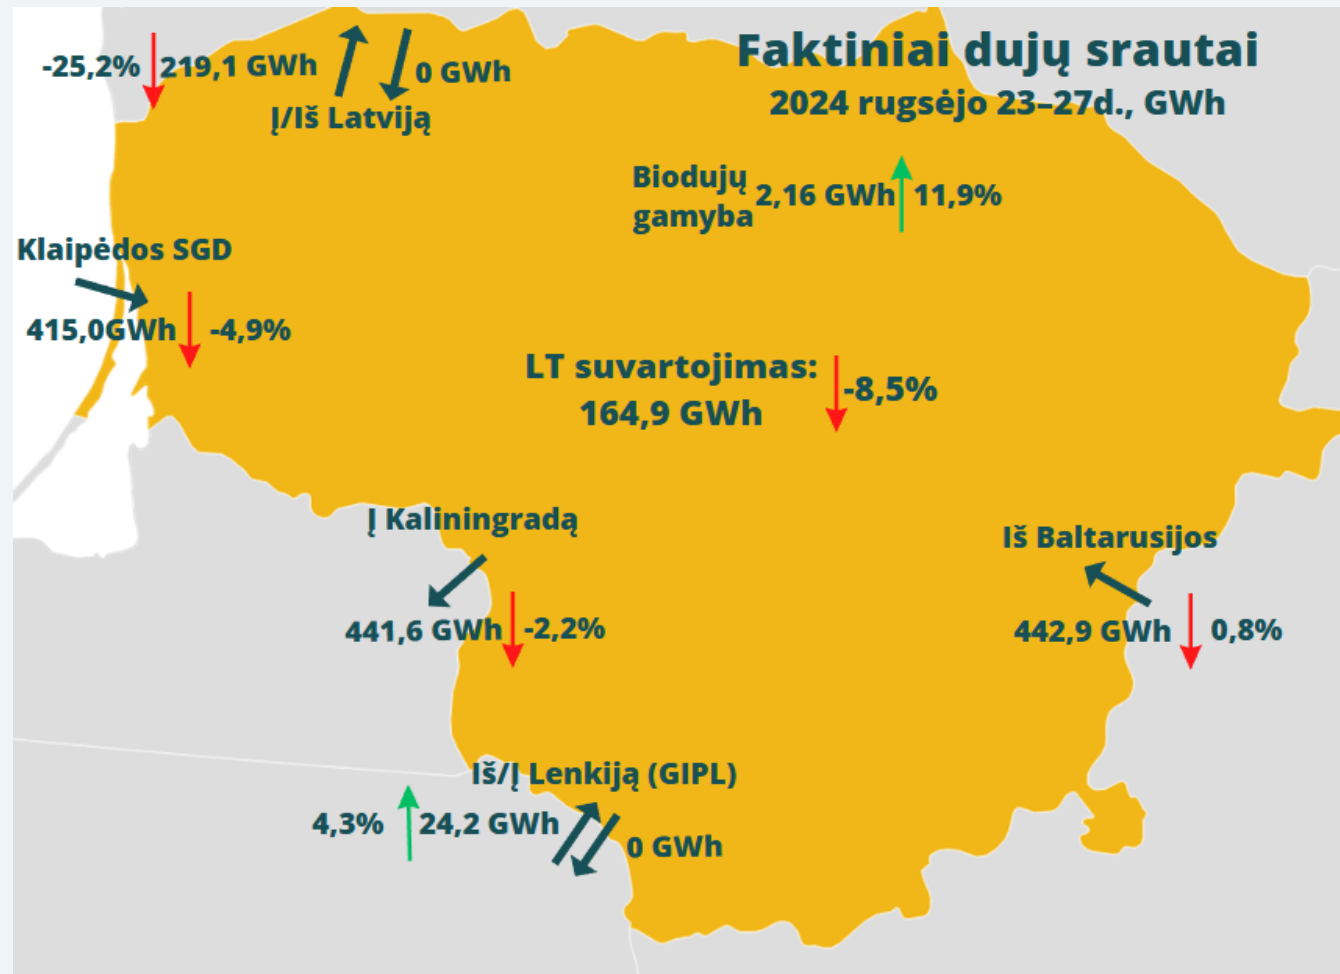 Faktiniai dujų srautai
2024 rugsėjo 23–27d., GWh
-25,2% 219,1 GWh 0 GWh
Į/Iš Latviją
Biodujų
gamyba
2,16 GWh 11,9%
Klaipėdos SGD
415,0GWh -4,9%
LT suvartojimas:
164,9 GWh
-8,5%
Į Kaliningradą
441,6 GWh -2,2%
Iš Baltarusijos
442,9 GWh 0,8%
Iš/Į Lenkiją (GIPL)
4,3% 24,2 GWh
0 GWh